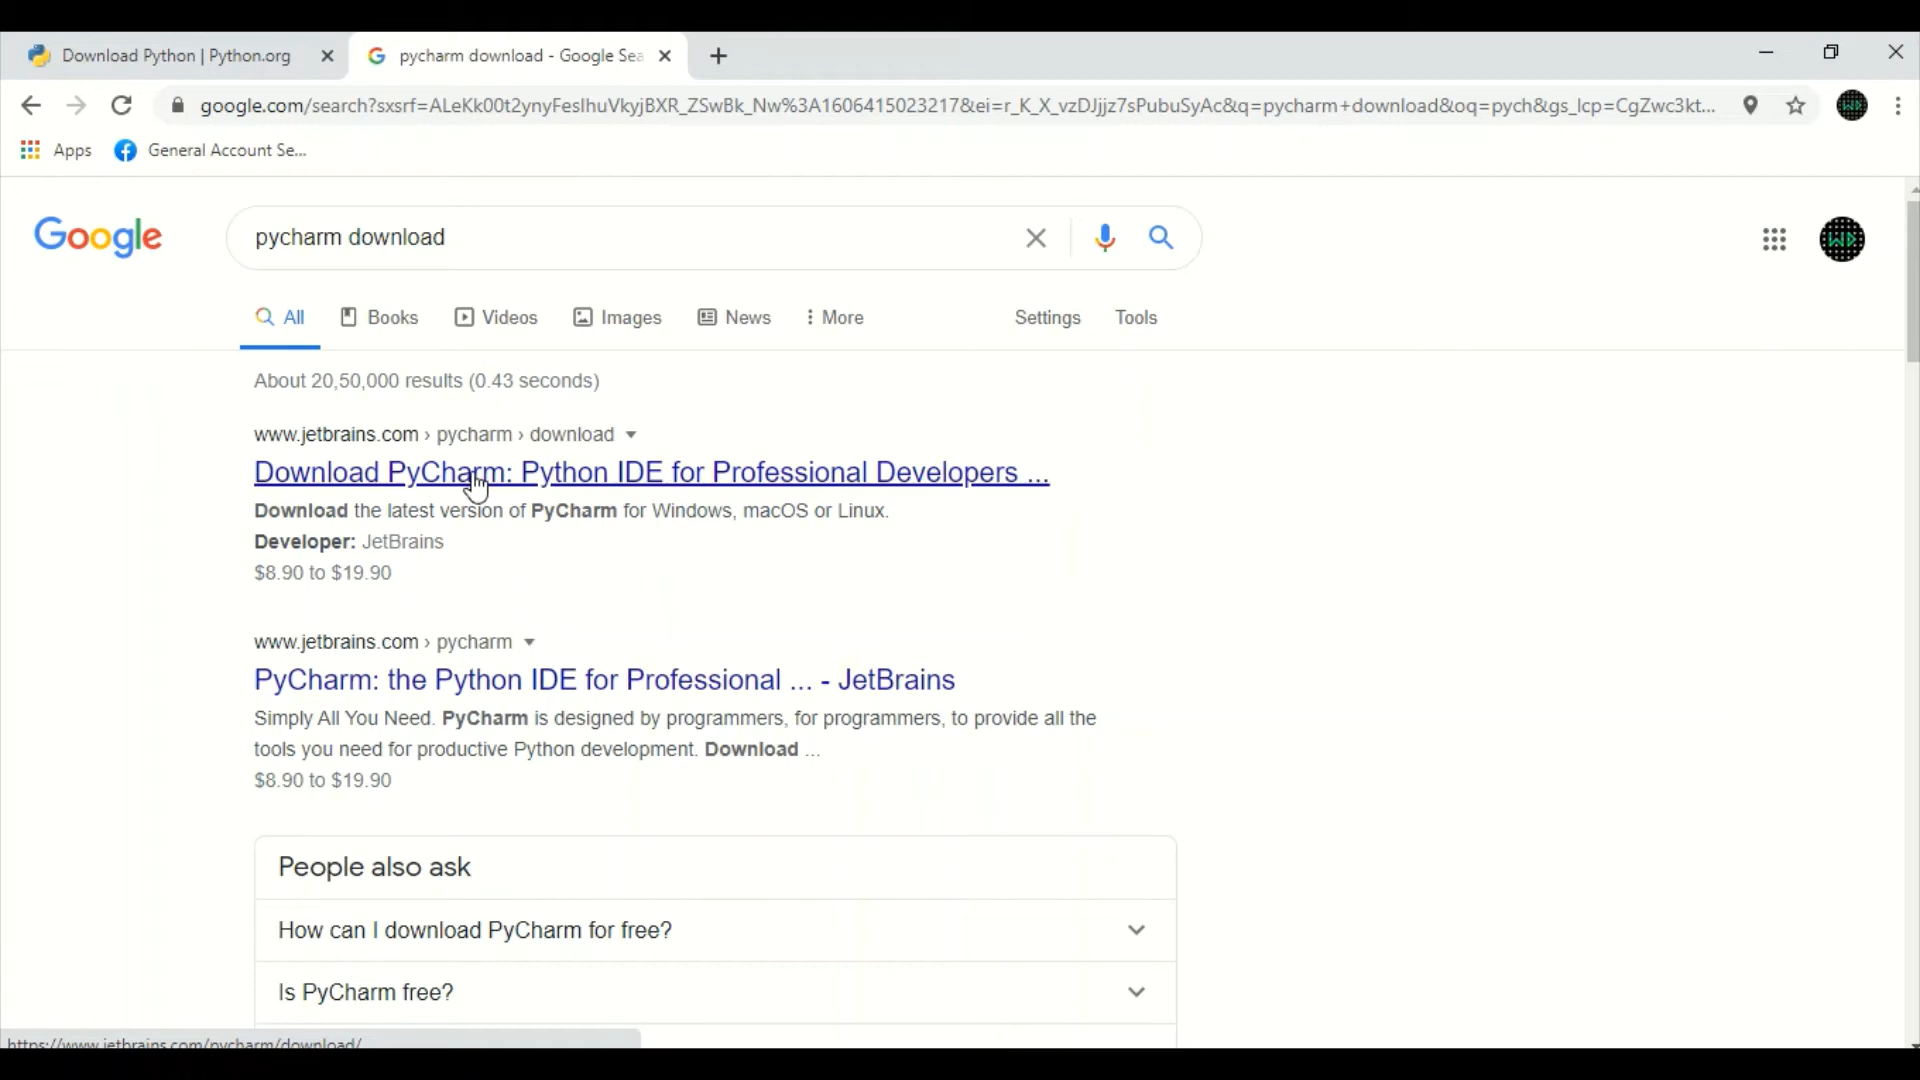 Download Python | Python.org
pycharm download - Google Sea
google.com/search?sxsrf=ALeKk00t2ynyFesIhuVkyjBXR_ZSwBk_Nw%3A1606415023217&ei=r_K_X_vzDJjjz7sPubuSyAc&q=pycharm+download&oq=pych&gs_lcp=CgZwc3kt...
Apps
General Account Se...
Google
pycharm download
All
Books
Videos
Images
News
More
Settings
Tools
About 20,50,000 results (0.43 seconds)
www.jetbrains.com › pycharm › download
Download PyCharm: Python IDE for Professional Developers ...
Download the latest version of PyCharm for Windows, macOS or Linux.
Developer: JetBrains
$8.90 to $19.90
www.jetbrains.com › pycharm
PyCharm: the Python IDE for Professional ... - JetBrains
Simply All You Need. PyCharm is designed by programmers, for programmers, to provide all the
tools you need for productive Python development. Download ...
$8.90 to $19.90
People also ask
How can I download PyCharm for free?
Is PyCharm free?
https://www.jetbrains.com/pycharm/download/